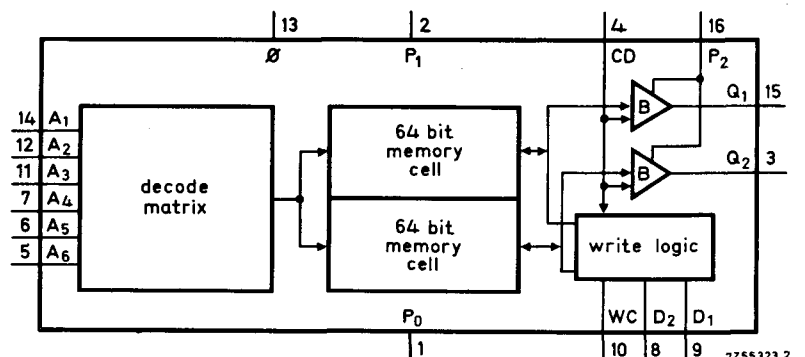 13 2 4 16
Ø P₁ CD P₂
B Q₁ 15
14 A₁
12 A₂
11 A₃
7 A₄
6 A₅
5 A₆
decode
matrix
64 bit
memory
cell
64 bit
memory
cell
B Q₂ 3
write logic
P₀ WC D₂ D₁
1 10 8 9
7Z55323.2